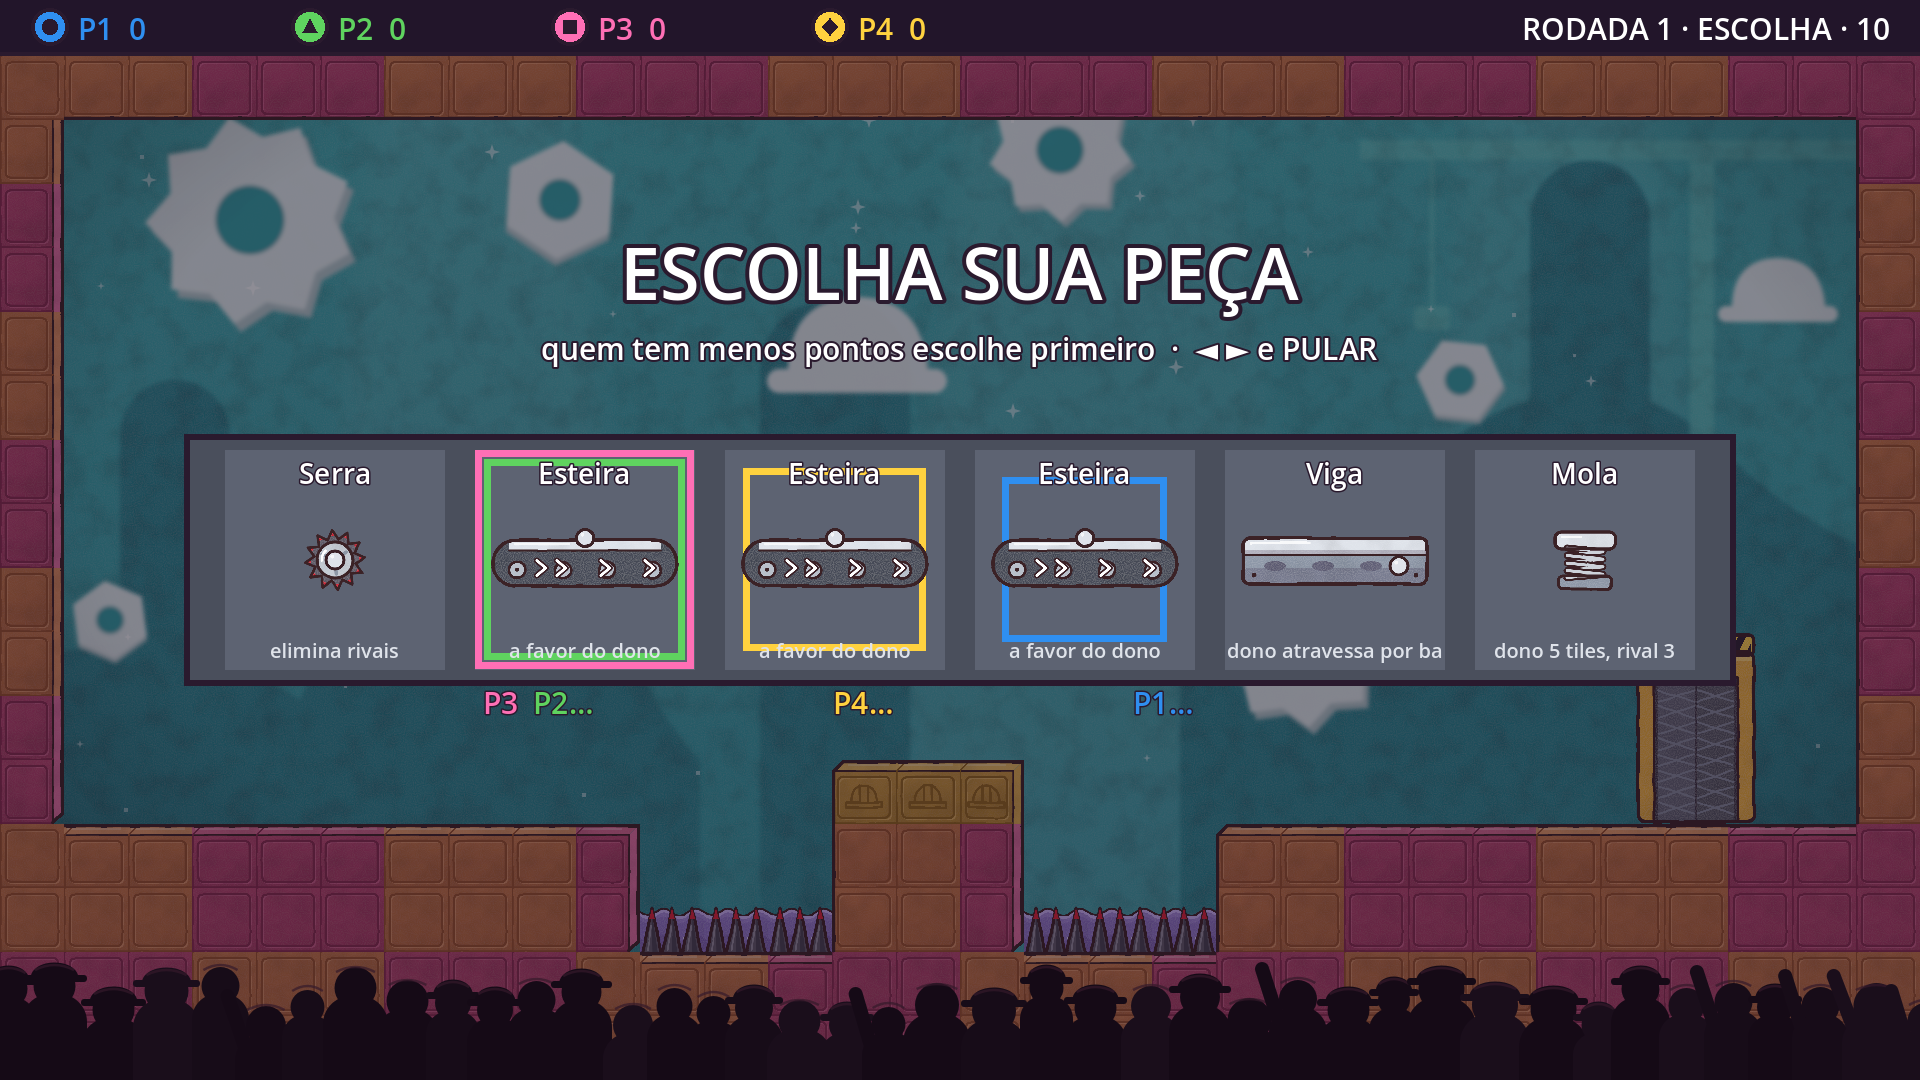 P1 0 P2 0 P3 0 P4 0 RODADA 1 · ESCOLHA · 10
ESCOLHA SUA PEÇA
quem tem menos pontos escolhe primeiro · ◄ ► e PULAR
Serra Esteira Esteira Esteira Viga Mola
elimina rivais a favor do dono a favor do dono a favor do dono dono atravessa por ba dono 5 tiles, rival 3
P3 P2... P4... P1...